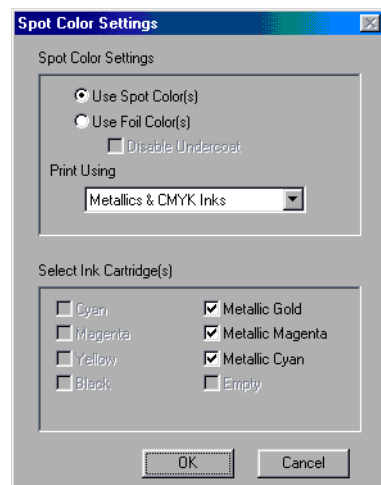 Spot Color Settings
Spot Color Settings
Use Spot Color(s)
Use Foil Color(s)
Disable Undercoat
Print Using
Metallics & CMYK Inks
Select Ink Cartridge(s)
Cyan
Metallic Gold
Magenta
Metallic Magenta
Yellow
Metallic Cyan
Black
Empty
OK
Cancel